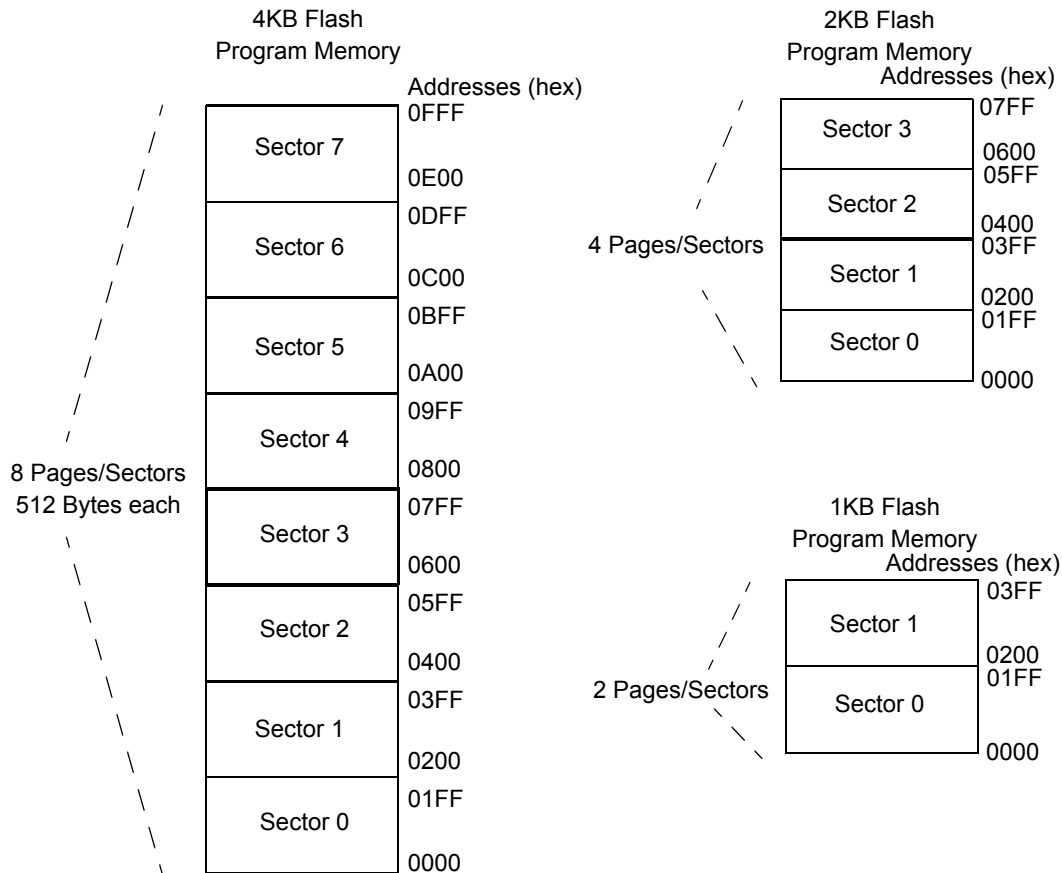 4KB Flash
Program Memory
Addresses (hex)
0FFF
Sector 7
0E00
0DFF
Sector 6
0C00
0BFF
Sector 5
0A00
09FF
Sector 4
0800
8 Pages/Sectors
512 Bytes each
07FF
Sector 3
0600
05FF
Sector 2
0400
03FF
Sector 1
0200
01FF
Sector 0
0000
2KB Flash
Program Memory
Addresses (hex)
07FF
Sector 3
0600
05FF
Sector 2
0400
4 Pages/Sectors
03FF
Sector 1
0200
01FF
Sector 0
0000
1KB Flash
Program Memory
Addresses (hex)
03FF
Sector 1
0200
01FF
2 Pages/Sectors
Sector 0
0000